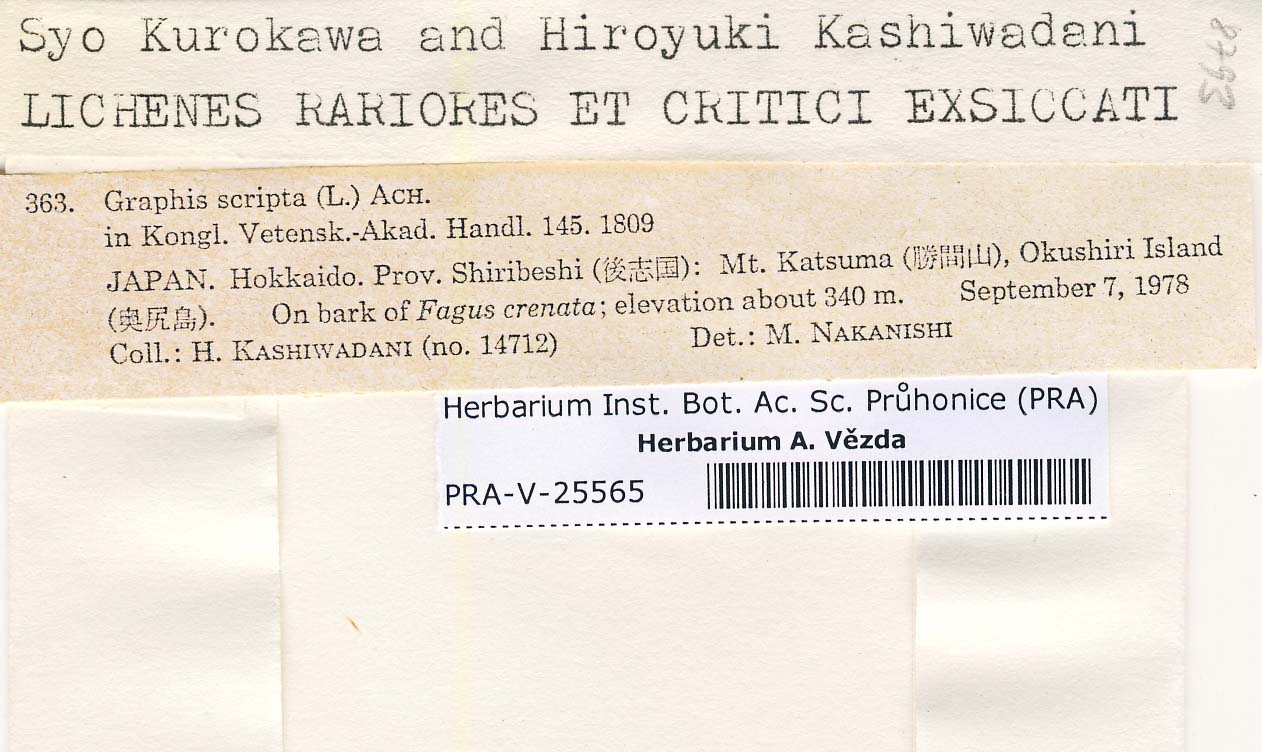 Syo Kurokawa and Hiroyuki Kashiwadani
LICHENES RARIORES ET CRITICI EXSICCATI
363. Graphis scripta (L.) ACH.
in Kongl. Vetensk.-Akad. Handl. 145. 1809
JAPAN. Hokkaido. Prov. Shiribeshi (後志国): Mt. Katsuma (勝澗山), Okushiri Island
(奥尻島). On bark of Fagus crenata; elevation about 340 m. September 7, 1978
Coll.: H. KASHIWADANI (no. 14712) Det.: M. NAKANISHI
Herbarium Inst. Bot. Ac. Sc. Průhonice (PRA)
Herbarium A. Vězda
PRA-V-25565